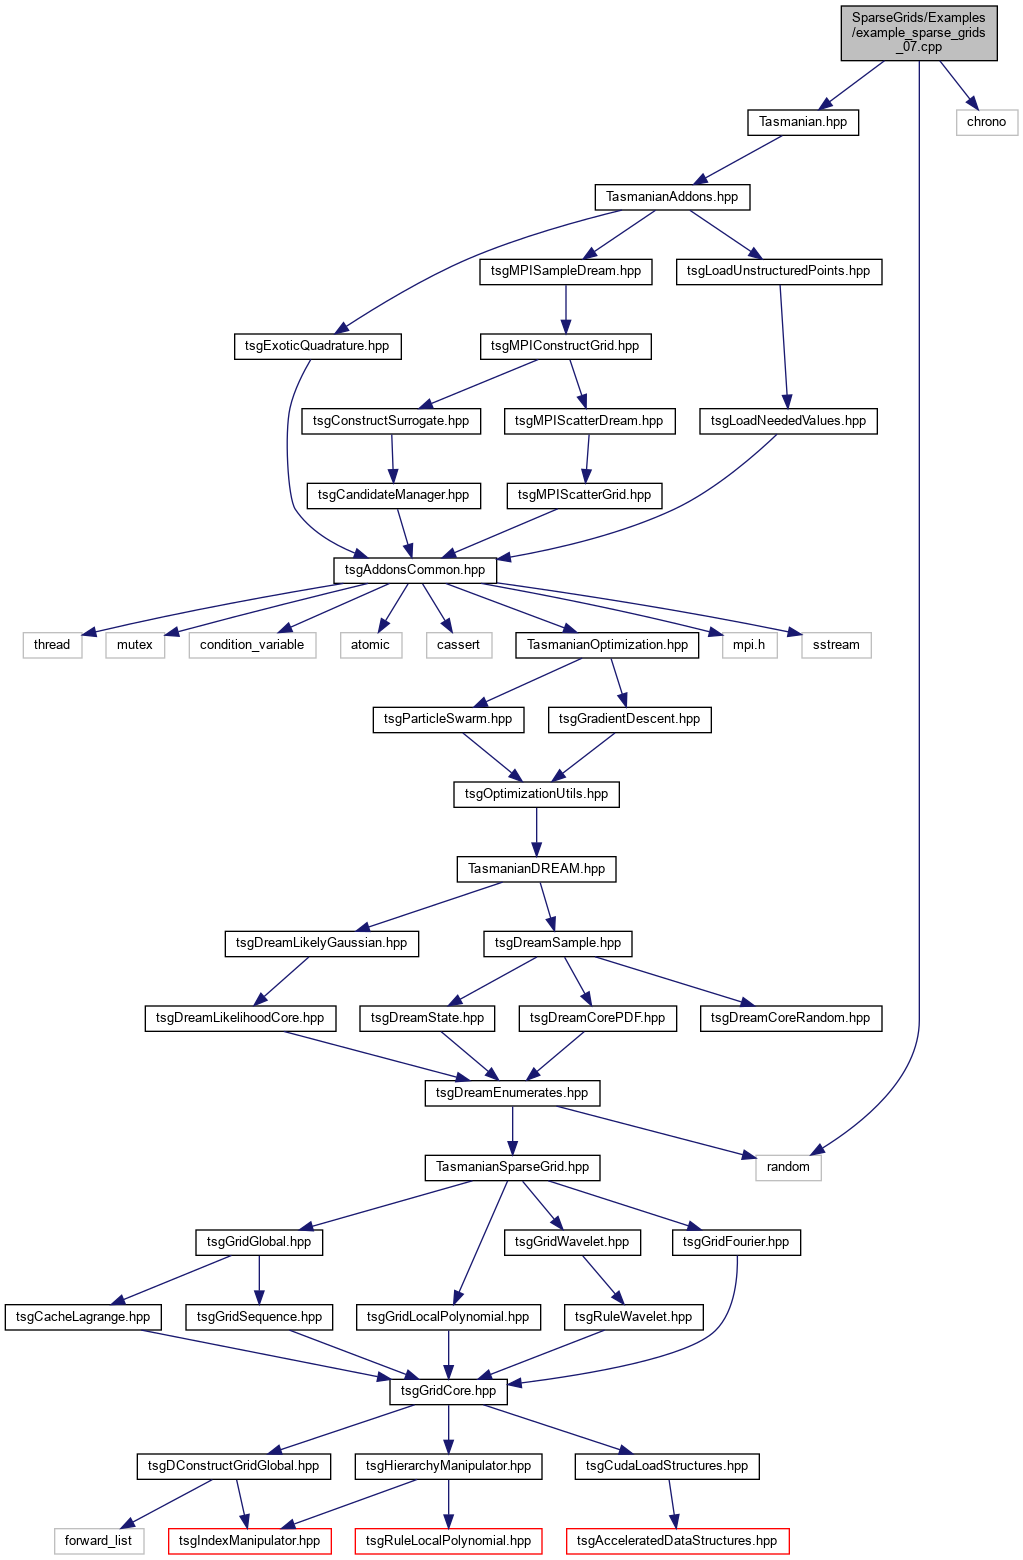 SparseGrids/Examples
/example_sparse_grids
_07.cpp
Tasmanian.hpp
chrono
TasmanianAddons.hpp
tsgMPISampleDream.hpp
tsgLoadUnstructuredPoints.hpp
tsgExoticQuadrature.hpp
tsgMPIConstructGrid.hpp
tsgConstructSurrogate.hpp
tsgMPIScatterDream.hpp
tsgLoadNeededValues.hpp
tsgCandidateManager.hpp
tsgMPIScatterGrid.hpp
tsgAddonsCommon.hpp
thread
mutex
condition_variable
atomic
cassert
TasmanianOptimization.hpp
mpi.h
sstream
tsgParticleSwarm.hpp
tsgGradientDescent.hpp
tsgOptimizationUtils.hpp
TasmanianDREAM.hpp
tsgDreamLikelyGaussian.hpp
tsgDreamSample.hpp
tsgDreamLikelihoodCore.hpp
tsgDreamState.hpp
tsgDreamCorePDF.hpp
tsgDreamCoreRandom.hpp
tsgDreamEnumerates.hpp
TasmanianSparseGrid.hpp
random
tsgGridGlobal.hpp
tsgGridWavelet.hpp
tsgGridFourier.hpp
tsgCacheLagrange.hpp
tsgGridSequence.hpp
tsgGridLocalPolynomial.hpp
tsgRuleWavelet.hpp
tsgGridCore.hpp
tsgDConstructGridGlobal.hpp
tsgHierarchyManipulator.hpp
tsgCudaLoadStructures.hpp
forward_list
tsgIndexManipulator.hpp
tsgRuleLocalPolynomial.hpp
tsgAcceleratedDataStructures.hpp